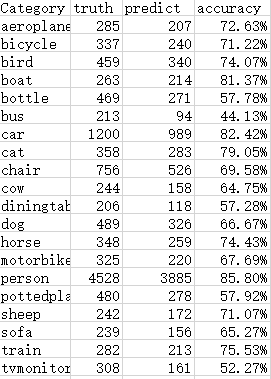 Category truth predict accuracy
aeroplane 285 207 72.63%
bicycle 337 240 71.22%
bird 459 340 74.07%
boat 263 214 81.37%
bottle 469 271 57.78%
bus 213 94 44.13%
car 1200 989 82.42%
cat 358 283 79.05%
chair 756 526 69.58%
cow 244 158 64.75%
diningtab 206 118 57.28%
dog 489 326 66.67%
horse 348 259 74.43%
motorbike 325 220 67.69%
person 4528 3885 85.80%
pottedpla 480 278 57.92%
sheep 242 172 71.07%
sofa 239 156 65.27%
train 282 213 75.53%
tvmonitor 308 161 52.27%